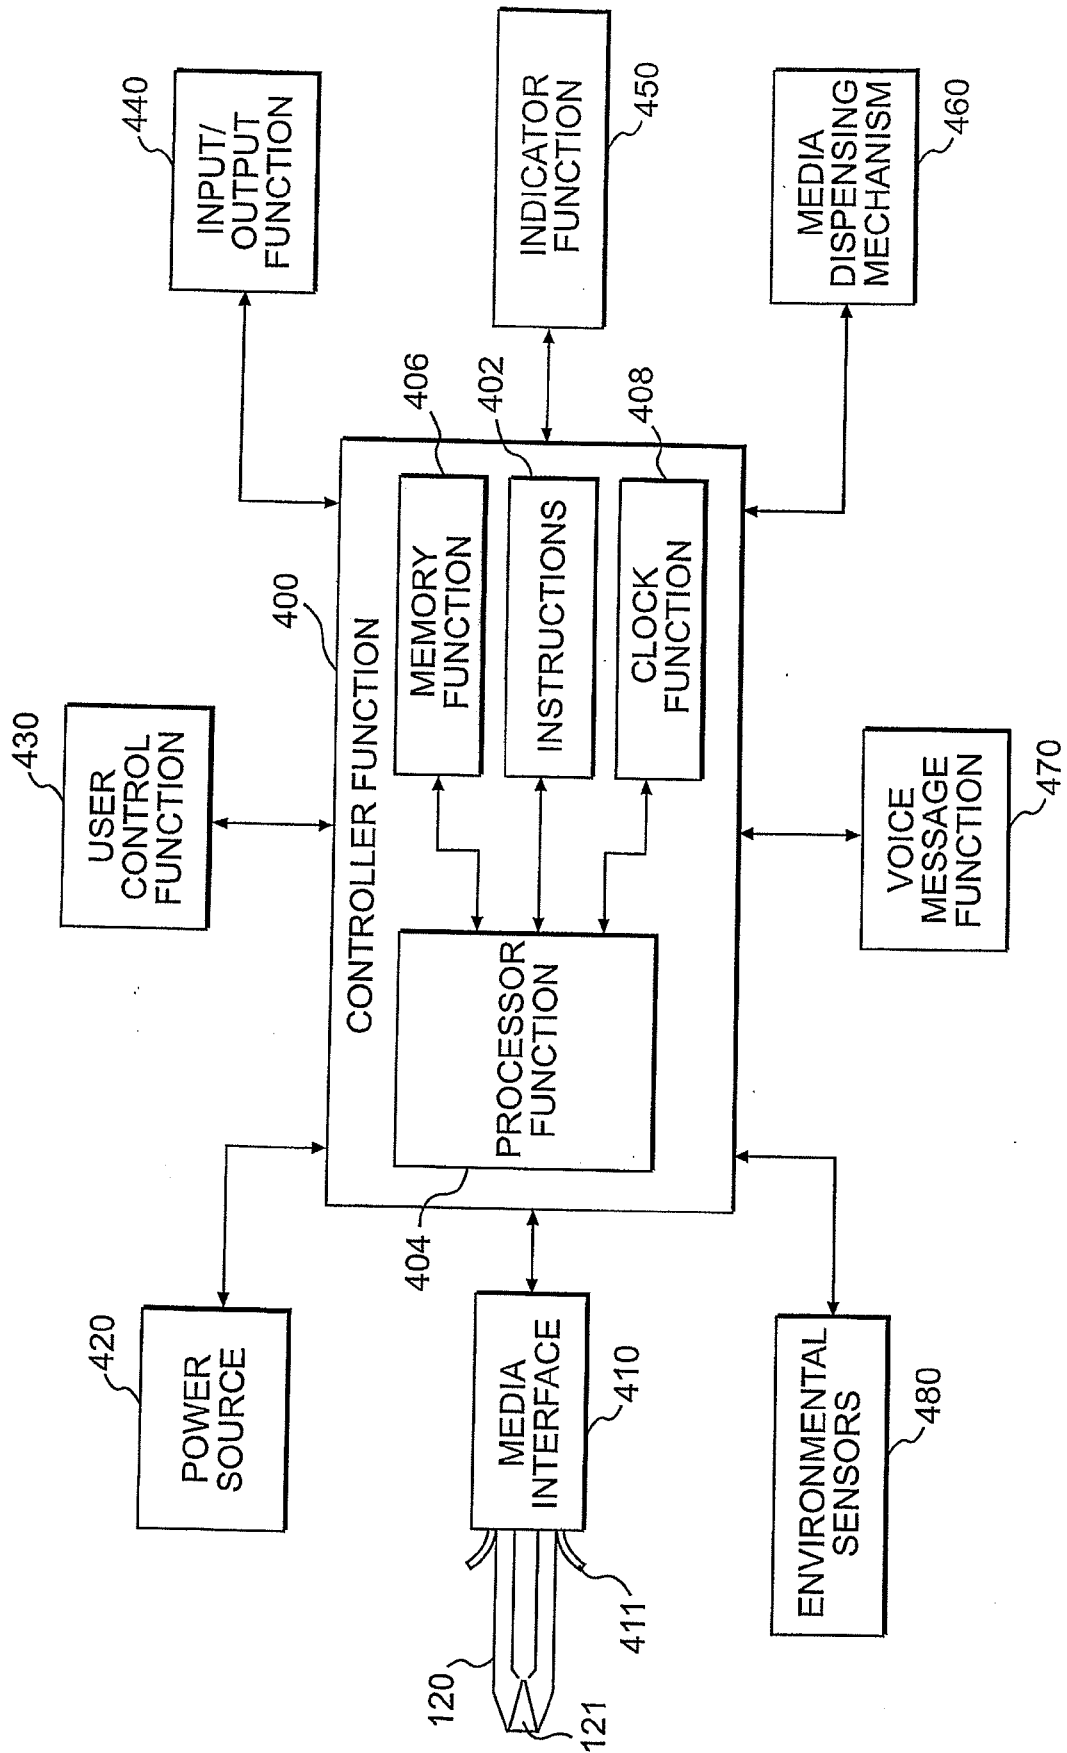 420
POWER
SOURCE
430
USER
CONTROL
FUNCTION
440
INPUT/
OUTPUT
FUNCTION
400
CONTROLLER FUNCTION
404
PROCESSOR
FUNCTION
MEMORY
FUNCTION
406
INSTRUCTIONS
402
CLOCK
FUNCTION
408
120
121
411
MEDIA
INTERFACE
410
INDICATOR
FUNCTION
450
ENVIRONMENTAL
SENSORS
480
VOICE
MESSAGE
FUNCTION
470
MEDIA
DISPENSING
MECHANISM
460